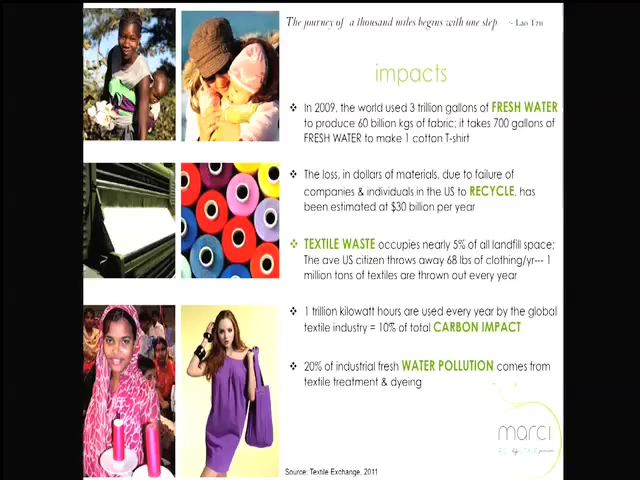 The journey of a thousand miles begins with one step ~ Lao Tzu
impacts
❖ In 2009, the world used 3 trillion gallons of FRESH WATER
to produce 60 billion kgs of fabric; it takes 700 gallons of
FRESH WATER to make 1 cotton T-shirt
❖ The loss, in dollars of materials, due to failure of
companies & individuals in the US to RECYCLE, has
been estimated at $30 billion per year
❖ TEXTILE WASTE occupies nearly 5% of all landfill space;
The ave US citizen throws away 68 lbs of clothing/yr--- 1
million tons of textiles are thrown out every year
❖ 1 trillion kilowatt hours are used every year by the global
textile industry = 10% of total CARBON IMPACT
❖ 20% of industrial fresh WATER POLLUTION comes from
textile treatment & dyeing
marci
Source: Textile Exchange, 2011